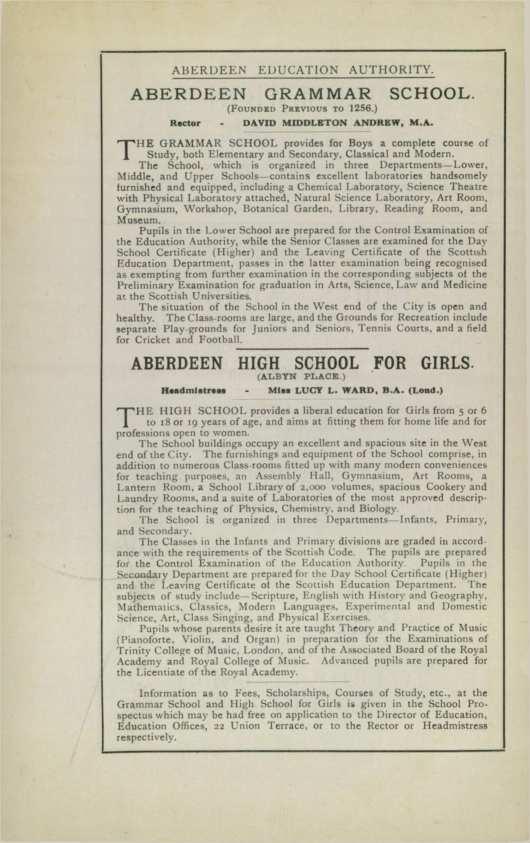 ABERDEEN EDUCATION AUTHORITY.
ABERDEEN GRAMMAR SCHOOL.
(FOUNDED PREVIOUS TO 1256.)
Rector - DAVID MIDDLETON ANDREW, M.A.
THE GRAMMAR SCHOOL provides for Boys a complete course of
Study, both Elementary and Secondary, Classical and Modern.
The School, which is organized in three Departments—Lower,
Middle, and Upper Schools—contains excellent laboratories handsomely
furnished and equipped, including a Chemical Laboratory, Science Theatre
with Physical Laboratory attached, Natural Science Laboratory, Art Room,
Gymnasium, Workshop, Botanical Garden, Library, Reading Room, and
Museum.
Pupils in the Lower School are prepared for the Control Examination of
the Education Authority, while the Senior Classes are examined for the Day
School Certificate (Higher) and the Leaving Certificate of the Scottish
Education Department, passes in the latter examination being recognised
as exempting from further examination in the corresponding subjects of the
Preliminary Examination for graduation in Arts, Science, Law and Medicine
at the Scottish Universities.
The situation of the School in the West end of the City is open and
healthy. The Class-rooms are large, and the Grounds for Recreation include
separate Play-grounds for Juniors and Seniors, Tennis Courts, and a field
for Cricket and Football.
ABERDEEN HIGH SCHOOL FOR GIRLS.
(ALBYN PLACE.)
Headmistress - Miss LUCY L. WARD, B.A. (Lond.)
THE HIGH SCHOOL provides a liberal education for Girls from 5 or 6
to 18 or 19 years of age, and aims at fitting them for home life and for
professions open to women.
The School buildings occupy an excellent and spacious site in the West
end of the City. The furnishings and equipment of the School comprise, in
addition to numerous Class-rooms fitted up with many modern conveniences
for teaching purposes, an Assembly Hall, Gymnasium, Art Rooms, a
Lantern Room, a School Library of 2,000 volumes, spacious Cookery and
Laundry Rooms, and a suite of Laboratories of the most approved descrip-
tion for the teaching of Physics, Chemistry, and Biology.
The School is organized in three Departments—Infants, Primary,
and Secondary.
The Classes in the Infants and Primary divisions are graded in accord-
ance with the requirements of the Scottish Code. The pupils are prepared
for the Control Examination of the Education Authority. Pupils in the
Secondary Department are prepared for the Day School Certificate (Higher)
and the Leaving Certificate of the Scottish Education Department. The
subjects of study include—Scripture, English with History and Geography,
Mathematics, Classics, Modern Languages, Experimental and Domestic
Science, Art, Class Singing, and Physical Exercises.
Pupils whose parents desire it are taught Theory and Practice of Music
(Pianoforte, Violin, and Organ) in preparation for the Examinations of
Trinity College of Music, London, and of the Associated Board of the Royal
Academy and Royal College of Music. Advanced pupils are prepared for
the Licentiate of the Royal Academy.
Information as to Fees, Scholarships, Courses of Study, etc., at the
Grammar School and High School for Girls is given in the School Pro-
spectus which may be had free on application to the Director of Education,
Education Offices, 22 Union Terrace, or to the Rector or Headmistress
respectively.